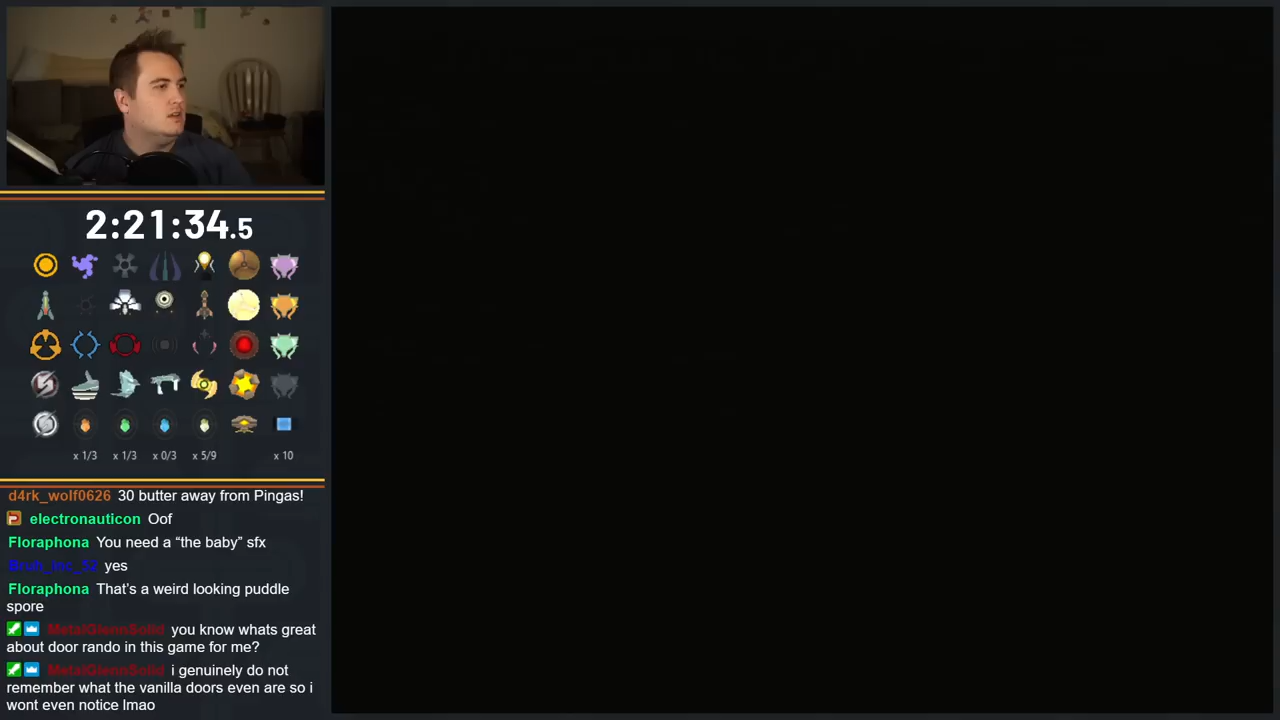 2:21:34.5
x 1/3 x 1/3 x 0/3 x 5/9 x 10
d4rk_wolf0626 30 butter away from Pingas!
electronauticon Oof
Floraphona You need a “the baby” sfx
Bruh_inc_52 yes
Floraphona That’s a weird looking puddle
spore
MetalGlennSolid you know whats great
about door rando in this game for me?
MetalGlennSolid i genuinely do not
remember what the vanilla doors even are so i
wont even notice lmao